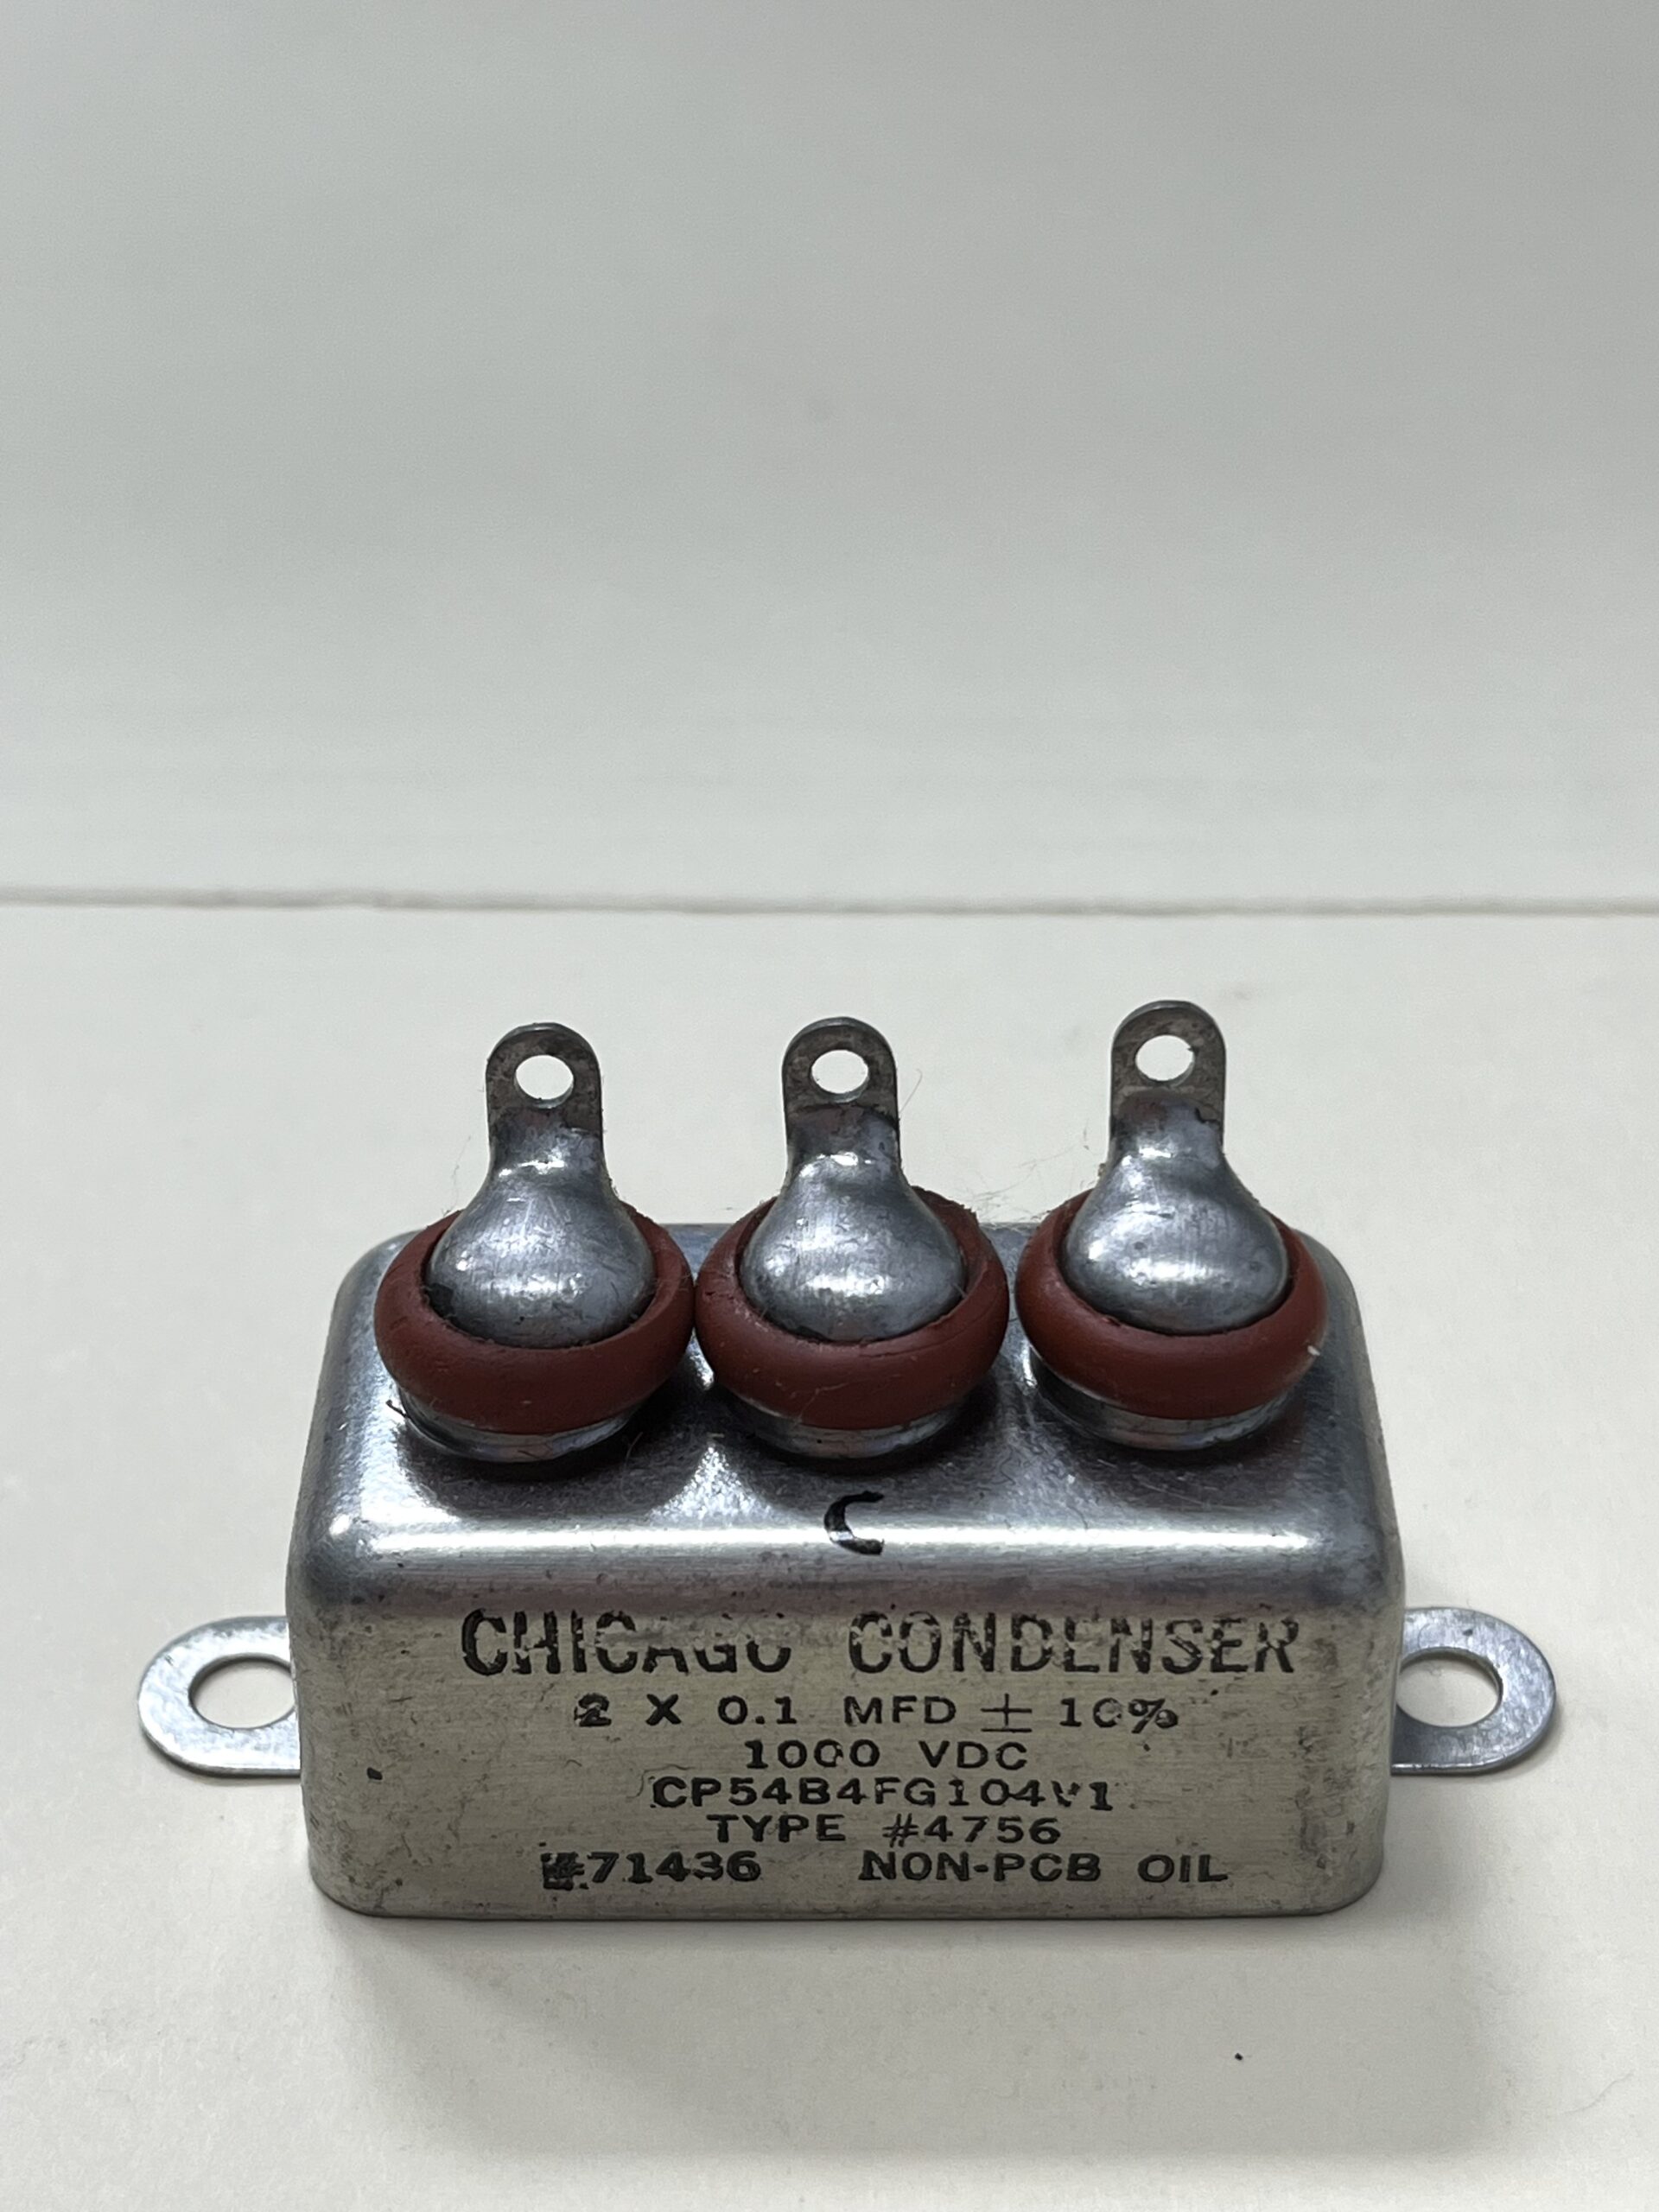 C
CHICAGO CONDENSER
2 X 0.1 MFD ± 10%
1000 VDC
CP54B4FG104V1
TYPE #4756
#71436 NON-PCB OIL